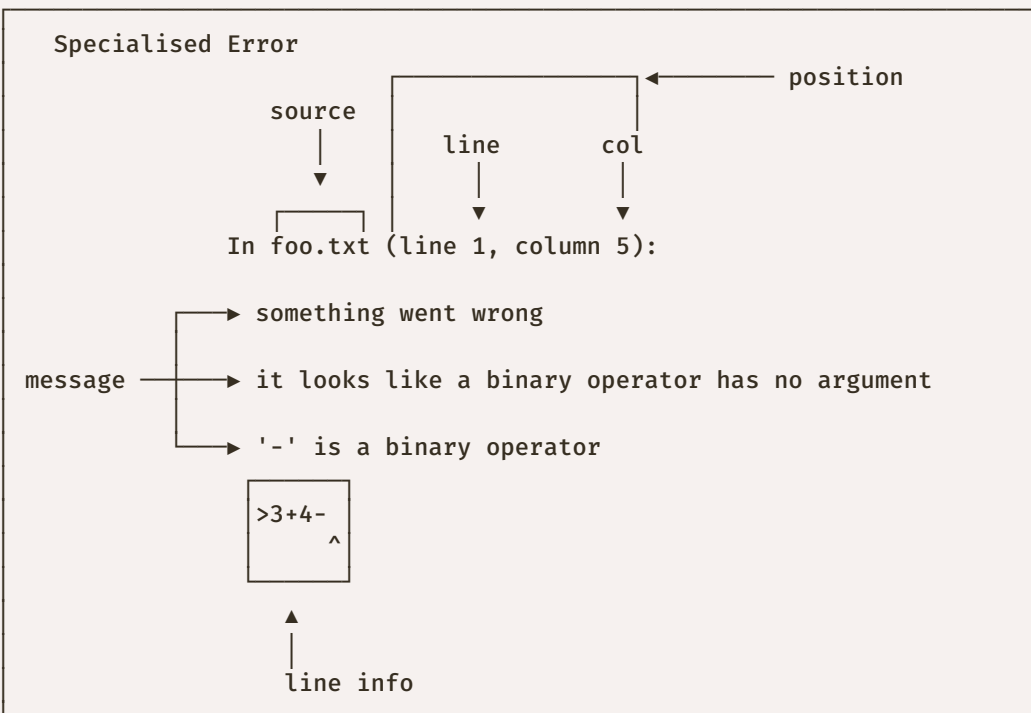 Specialised Error
position
source
line col
In foo.txt (line 1, column 5):
something went wrong
message it looks like a binary operator has no argument
'-' is a binary operator
>3+4-
^
line info